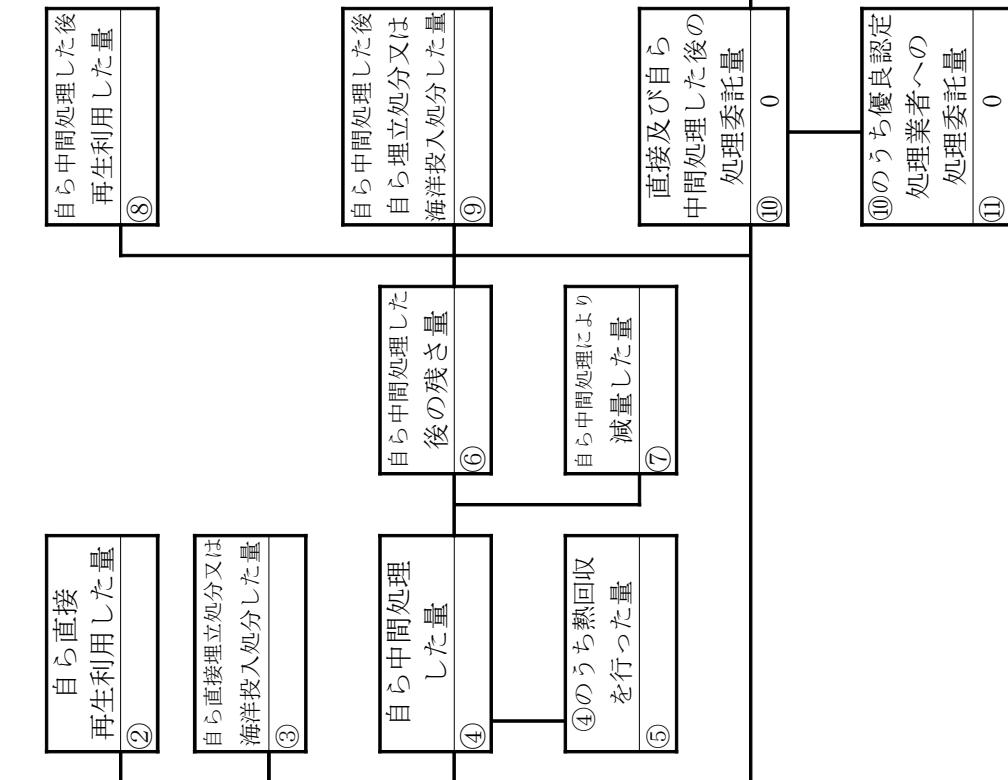 自ら直接
再生利用した量
②
自ら直接埋立処分又は
海洋投入処分した量
③
自ら中間処理
した量
④
④のうち熱回収
を行った量
⑤
自ら中間処理した
後の残さ量
⑥
自ら中間処理により
減量した量
⑦
自ら中間処理した後
再生利用した量
⑧
自ら中間処理した後
自ら埋立処分又は
海洋投入処分した量
⑨
直接及び自ら
中間処理した後の
処理委託量
⑩ 0
⑩のうち優良認定
処理業者への
処理委託量
⑪ 0